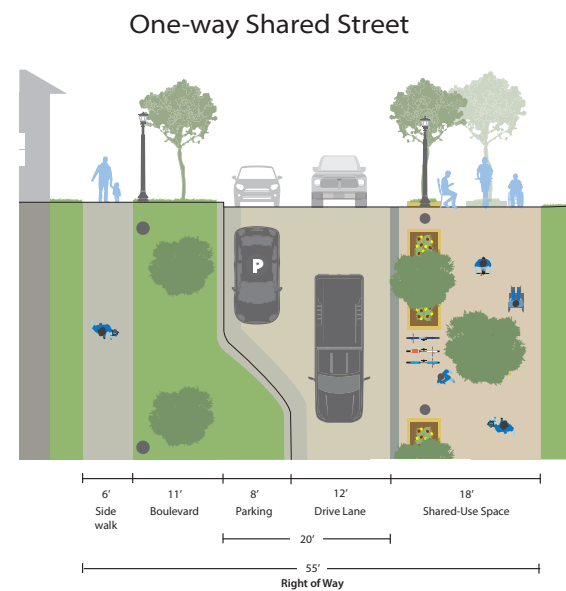 One-way Shared Street
P
6’ 11’ 8’ 12’ 18’
Side walk Boulevard Parking Drive Lane Shared-Use Space
20’
55’
Right of Way